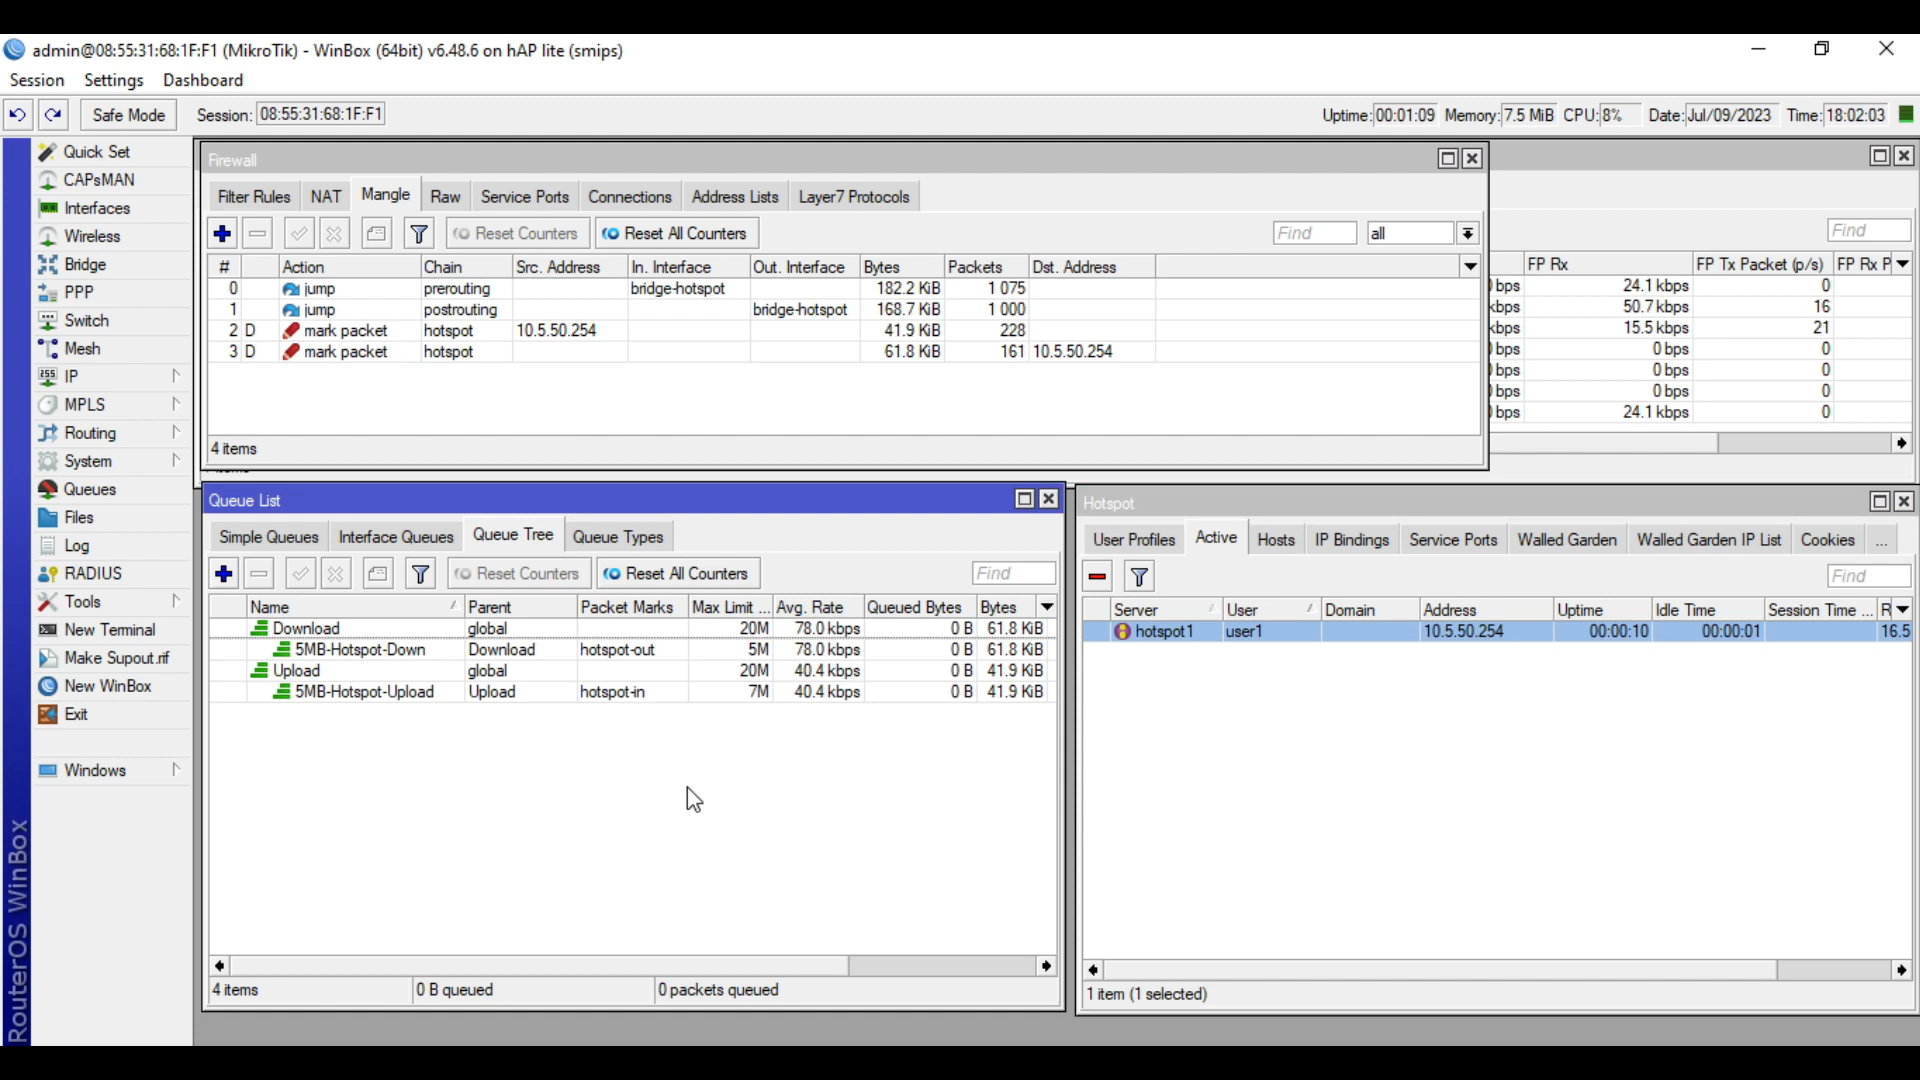 admin@08:55:31:68:1F:F1 (MikroTik) - WinBox (64bit) v6.48.6 on hAP lite (smips)
Session Settings Dashboard
Safe Mode Session: 08:55:31:68:1F:F1 Uptime: 00:01:09 Memory: 7.5 MiB CPU: 8% Date: Jul/09/2023 Time: 18:02:03
Quick Set
CAPsMAN
Interfaces
Wireless
Bridge
PPP
Switch
Mesh
255 IP
MPLS
Routing
System
Queues
Files
Log
RADIUS
Tools
New Terminal
Make Supout.rif
New WinBox
Exit
Windows
RouterOS WinBox
Firewall
Filter Rules NAT Mangle Raw Service Ports Connections Address Lists Layer7 Protocols
Reset Counters Reset All Counters Find all
# Action Chain Src. Address In. Interface Out. Interface Bytes Packets Dst. Address
0 jump prerouting bridge-hotspot 182.2 KiB 1 075
1 jump postrouting bridge-hotspot 168.7 KiB 1 000
2 D mark packet hotspot 10.5.50.254 41.9 KiB 228
3 D mark packet hotspot 61.8 KiB 161 10.5.50.254
4 items
Find
FP Rx FP Tx Packet (p/s) FP Rx P
bps 24.1 kbps 0
kbps 50.7 kbps 16
kbps 15.5 kbps 21
bps 0 bps 0
bps 0 bps 0
bps 0 bps 0
bps 24.1 kbps 0
Queue List
Simple Queues Interface Queues Queue Tree Queue Types
Reset Counters Reset All Counters Find
Name Parent Packet Marks Max Limit ... Avg. Rate Queued Bytes Bytes
Download global 20M 78.0 kbps 0 B 61.8 KiB
5MB-Hotspot-Down Download hotspot-out 5M 78.0 kbps 0 B 61.8 KiB
Upload global 20M 40.4 kbps 0 B 41.9 KiB
5MB-Hotspot-Upload Upload hotspot-in 7M 40.4 kbps 0 B 41.9 KiB
4 items 0 B queued 0 packets queued
Hotspot
User Profiles Active Hosts IP Bindings Service Ports Walled Garden Walled Garden IP List Cookies ...
Find
Server User Domain Address Uptime Idle Time Session Time ... R
hotspot1 user1 10.5.50.254 00:00:10 00:00:01 16.5
1 item (1 selected)